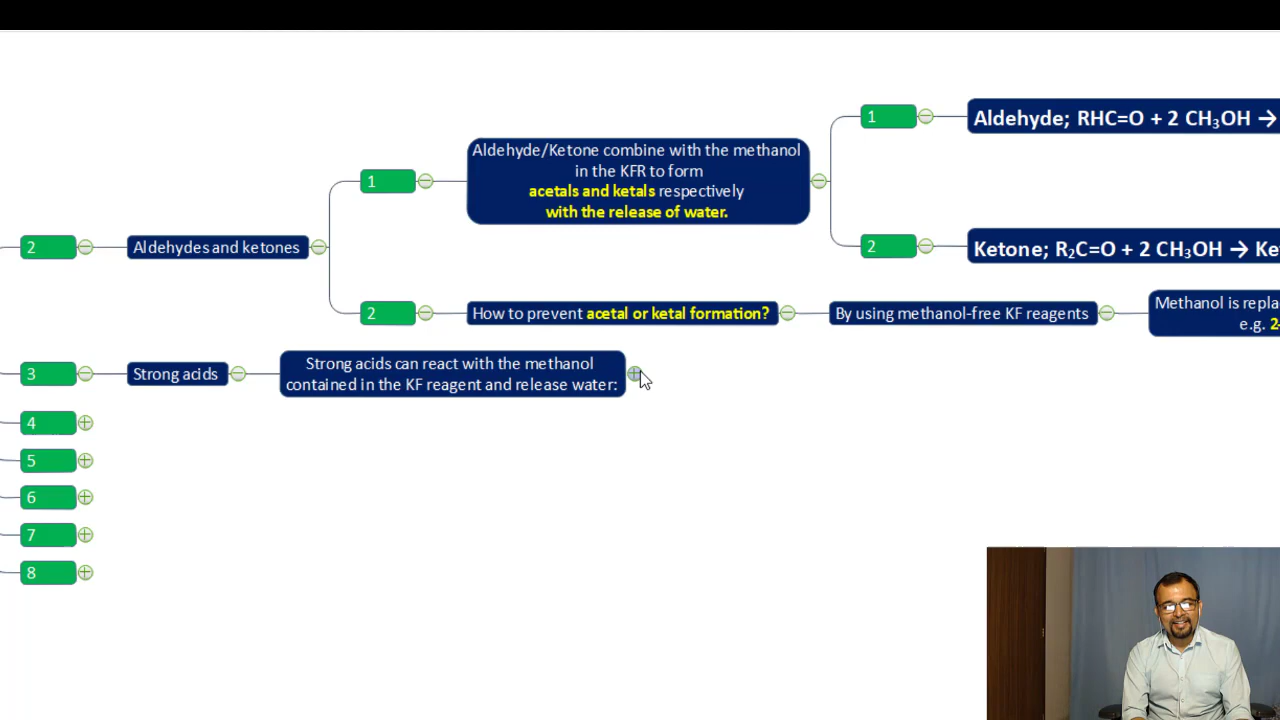 1
Aldehyde; RHC=O + 2 CH₃OH →
Aldehyde/Ketone combine with the methanol
in the KFR to form
acetals and ketals respectively
with the release of water.
1
2
Ketone; R₂C=O + 2 CH₃OH → Ke
2
Aldehydes and ketones
2
How to prevent acetal or ketal formation?
By using methanol-free KF reagents
Methanol is repla
e.g. 2-
3
Strong acids
Strong acids can react with the methanol
contained in the KF reagent and release water:
4
5
6
7
8